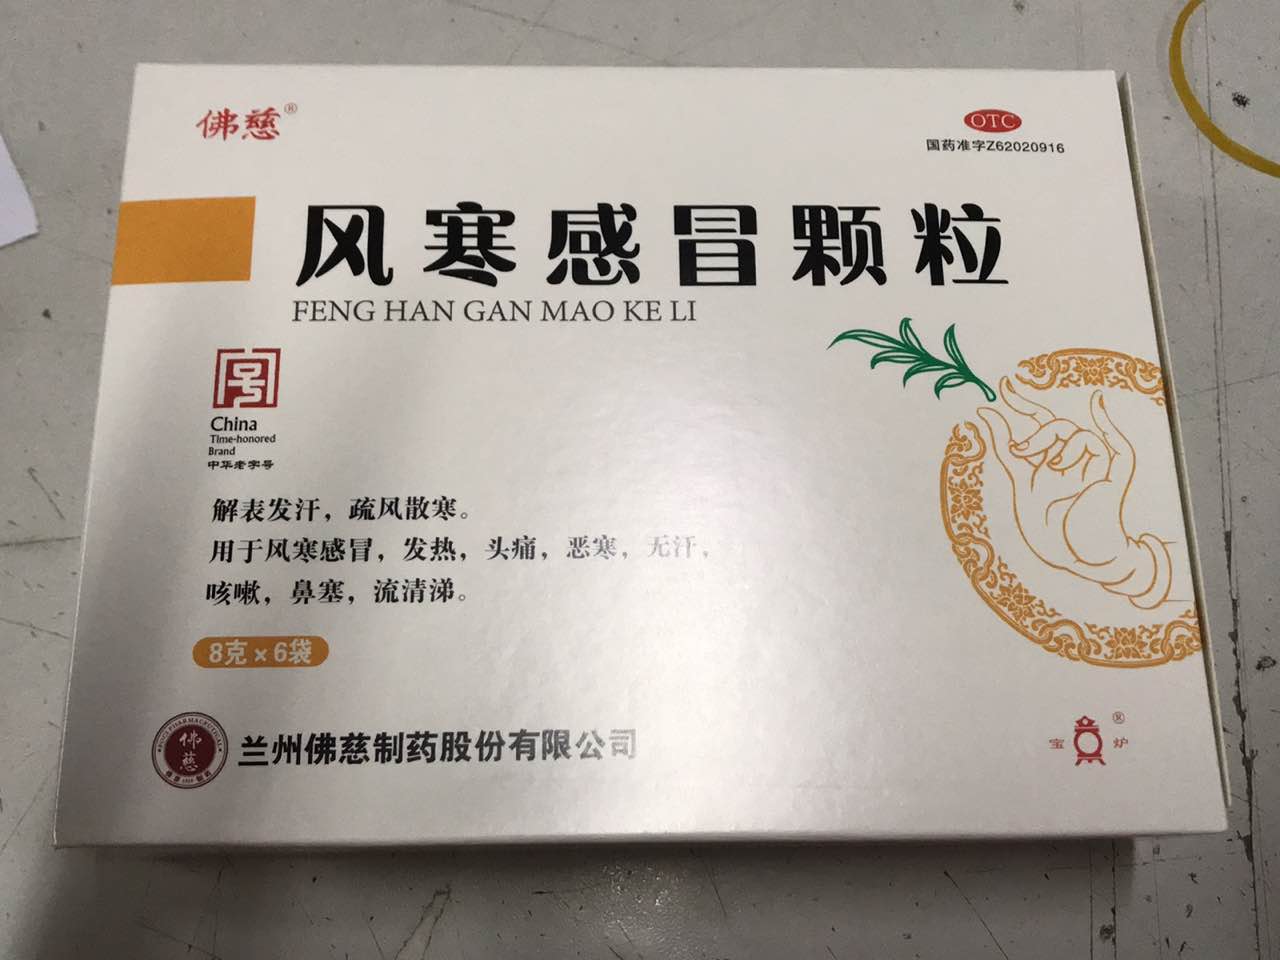 佛慈®
OTC
国药准字Z62020916
风寒感冒颗粒
FENG HAN GAN MAO KE LI
China
Time-honored
Brand
中华老字号
解表发汗，疏风散寒。
用于风寒感冒，发热，头痛，恶寒，无汗，
咳嗽，鼻塞，流清涕。
8克×6袋
佛慈
兰州佛慈制药股份有限公司
宝炉®